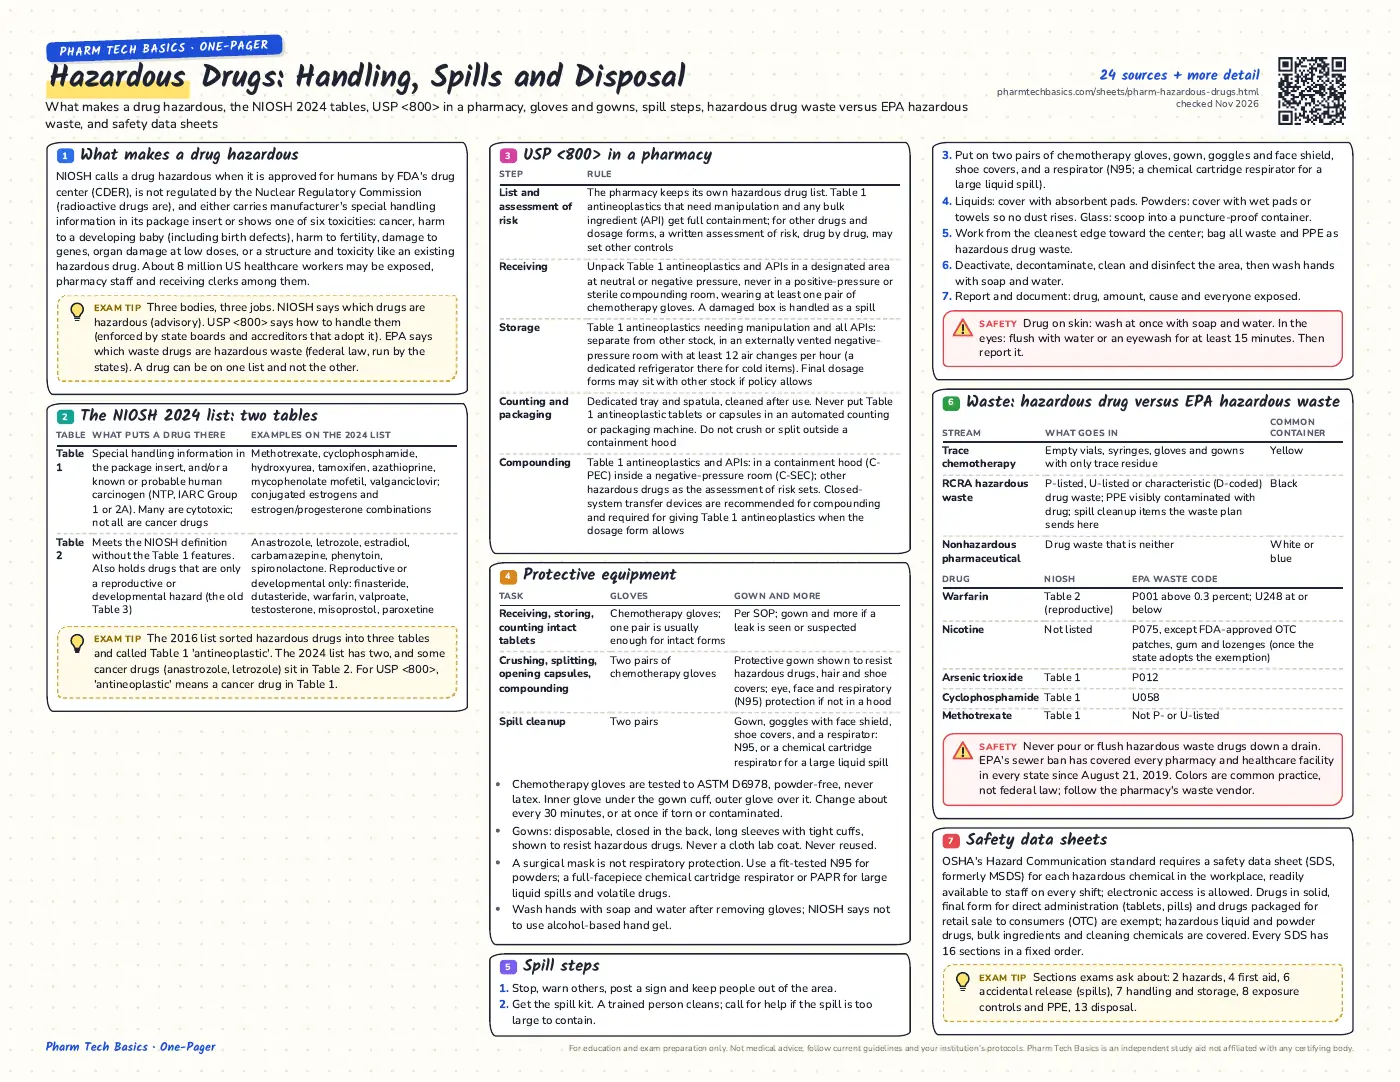 PHARM TECH BASICS · ONE-PAGER
Hazardous Drugs: Handling, Spills and Disposal
What makes a drug hazardous, the NIOSH 2024 tables, USP <800> in a pharmacy, gloves and gowns, spill steps, hazardous drug waste versus EPA hazardous
waste, and safety data sheets
24 sources + more detail
pharmtechbasics.com/sheets/pharm-hazardous-drugs.html
checked Nov 2026
1 What makes a drug hazardous
NIOSH calls a drug hazardous when it is approved for humans by FDA's drug
center (CDER), is not regulated by the Nuclear Regulatory Commission
(radioactive drugs are), and either carries manufacturer's special handling
information in its package insert or shows one of six toxicities: cancer, harm
to a developing baby (including birth defects), harm to fertility, damage to
genes, organ damage at low doses, or a structure and toxicity like an existing
hazardous drug. About 8 million US healthcare workers may be exposed,
pharmacy staff and receiving clerks among them.
EXAM TIP Three bodies, three jobs. NIOSH says which drugs are
hazardous (advisory). USP <800> says how to handle them
(enforced by state boards and accreditors that adopt it). EPA says
which waste drugs are hazardous waste (federal law, run by the
states). A drug can be on one list and not the other.
2 The NIOSH 2024 list: two tables
TABLE WHAT PUTS A DRUG THERE EXAMPLES ON THE 2024 LIST
Table Special handling information in Methotrexate, cyclophosphamide,
1 the package insert, and/or a hydroxyurea, tamoxifen, azathioprine,
known or probable human mycophenolate mofetil, valganciclovir;
carcinogen (NTP, IARC Group conjugated estrogens and
1 or 2A). Many are cytotoxic; estrogen/progesterone combinations
not all are cancer drugs
Table Meets the NIOSH definition Anastrozole, letrozole, estradiol,
2 without the Table 1 features. carbamazepine, phenytoin,
Also holds drugs that are only spironolactone. Reproductive or
a reproductive or developmental only: finasteride,
developmental hazard (the old dutasteride, warfarin, valproate,
Table 3) testosterone, misoprostol, paroxetine
EXAM TIP The 2016 list sorted hazardous drugs into three tables
and called Table 1 'antineoplastic'. The 2024 list has two, and some
cancer drugs (anastrozole, letrozole) sit in Table 2. For USP <800>,
'antineoplastic' means a cancer drug in Table 1.
3 USP <800> in a pharmacy
STEP RULE
List and The pharmacy keeps its own hazardous drug list. Table 1
assessment of antineoplastics that need manipulation and any bulk
risk ingredient (API) get full containment; for other drugs and
dosage forms, a written assessment of risk, drug by drug, may
set other controls
Receiving Unpack Table 1 antineoplastics and APIs in a designated area
at neutral or negative pressure, never in a positive-pressure or
sterile compounding room, wearing at least one pair of
chemotherapy gloves. A damaged box is handled as a spill
Storage Table 1 antineoplastics needing manipulation and all APIs:
separate from other stock, in an externally vented negative-
pressure room with at least 12 air changes per hour (a
dedicated refrigerator there for cold items). Final dosage
forms may sit with other stock if policy allows
Counting and Dedicated tray and spatula, cleaned after use. Never put Table
packaging 1 antineoplastic tablets or capsules in an automated counting
or packaging machine. Do not crush or split outside a
containment hood
Compounding Table 1 antineoplastics and APIs: in a containment hood (C-
PEC) inside a negative-pressure room (C-SEC); other
hazardous drugs as the assessment of risk sets. Closed-
system transfer devices are recommended for compounding
and required for giving Table 1 antineoplastics when the
dosage form allows
4 Protective equipment
TASK GLOVES GOWN AND MORE
Receiving, storing, Chemotherapy gloves; Per SOP; gown and more if a
counting intact one pair is usually leak is seen or suspected
tablets enough for intact forms
Crushing, splitting, Two pairs of Protective gown shown to resist
opening capsules, chemotherapy gloves hazardous drugs, hair and shoe
compounding covers; eye, face and respiratory
(N95) protection if not in a hood
Spill cleanup Two pairs Gown, goggles with face shield,
shoe covers, and a respirator:
N95, or a chemical cartridge
respirator for a large liquid spill
• Chemotherapy gloves are tested to ASTM D6978, powder-free, never
latex. Inner glove under the gown cuff, outer glove over it. Change about
every 30 minutes, or at once if torn or contaminated.
• Gowns: disposable, closed in the back, long sleeves with tight cuffs,
shown to resist hazardous drugs. Never a cloth lab coat. Never reused.
• A surgical mask is not respiratory protection. Use a fit-tested N95 for
powders; a full-facepiece chemical cartridge respirator or PAPR for large
liquid spills and volatile drugs.
• Wash hands with soap and water after removing gloves; NIOSH says not
to use alcohol-based hand gel.
5 Spill steps
1. Stop, warn others, post a sign and keep people out of the area.
2. Get the spill kit. A trained person cleans; call for help if the spill is too
large to contain.
3. Put on two pairs of chemotherapy gloves, gown, goggles and face shield,
shoe covers, and a respirator (N95; a chemical cartridge respirator for a
large liquid spill).
4. Liquids: cover with absorbent pads. Powders: cover with wet pads or
towels so no dust rises. Glass: scoop into a puncture-proof container.
5. Work from the cleanest edge toward the center; bag all waste and PPE as
hazardous drug waste.
6. Deactivate, decontaminate, clean and disinfect the area, then wash hands
with soap and water.
7. Report and document: drug, amount, cause and everyone exposed.
SAFETY Drug on skin: wash at once with soap and water. In the
eyes: flush with water or an eyewash for at least 15 minutes. Then
report it.
6 Waste: hazardous drug versus EPA hazardous waste
STREAM WHAT GOES IN COMMON CONTAINER
Trace Empty vials, syringes, gloves and gowns Yellow
chemotherapy with only trace residue
RCRA hazardous P-listed, U-listed or characteristic (D-coded) Black
waste drug waste; PPE visibly contaminated with
drug; spill cleanup items the waste plan
sends here
Nonhazardous Drug waste that is neither White or
pharmaceutical blue
DRUG NIOSH EPA WASTE CODE
Warfarin Table 2 P001 above 0.3 percent; U248 at or
(reproductive) below
Nicotine Not listed P075, except FDA-approved OTC
patches, gum and lozenges (once the
state adopts the exemption)
Arsenic trioxide Table 1 P012
Cyclophosphamide Table 1 U058
Methotrexate Table 1 Not P- or U-listed
SAFETY Never pour or flush hazardous waste drugs down a drain.
EPA's sewer ban has covered every pharmacy and healthcare facility
in every state since August 21, 2019. Colors are common practice,
not federal law; follow the pharmacy's waste vendor.
7 Safety data sheets
OSHA's Hazard Communication standard requires a safety data sheet (SDS,
formerly MSDS) for each hazardous chemical in the workplace, readily
available to staff on every shift; electronic access is allowed. Drugs in solid,
final form for direct administration (tablets, pills) and drugs packaged for
retail sale to consumers (OTC) are exempt; hazardous liquid and powder
drugs, bulk ingredients and cleaning chemicals are covered. Every SDS has
16 sections in a fixed order.
EXAM TIP Sections exams ask about: 2 hazards, 4 first aid, 6
accidental release (spills), 7 handling and storage, 8 exposure
controls and PPE, 13 disposal.
Pharm Tech Basics · One-Pager
For education and exam preparation only. Not medical advice, follow current guidelines and your institution's protocols. Pharm Tech Basics is an independent study aid not affiliated with any certifying body.